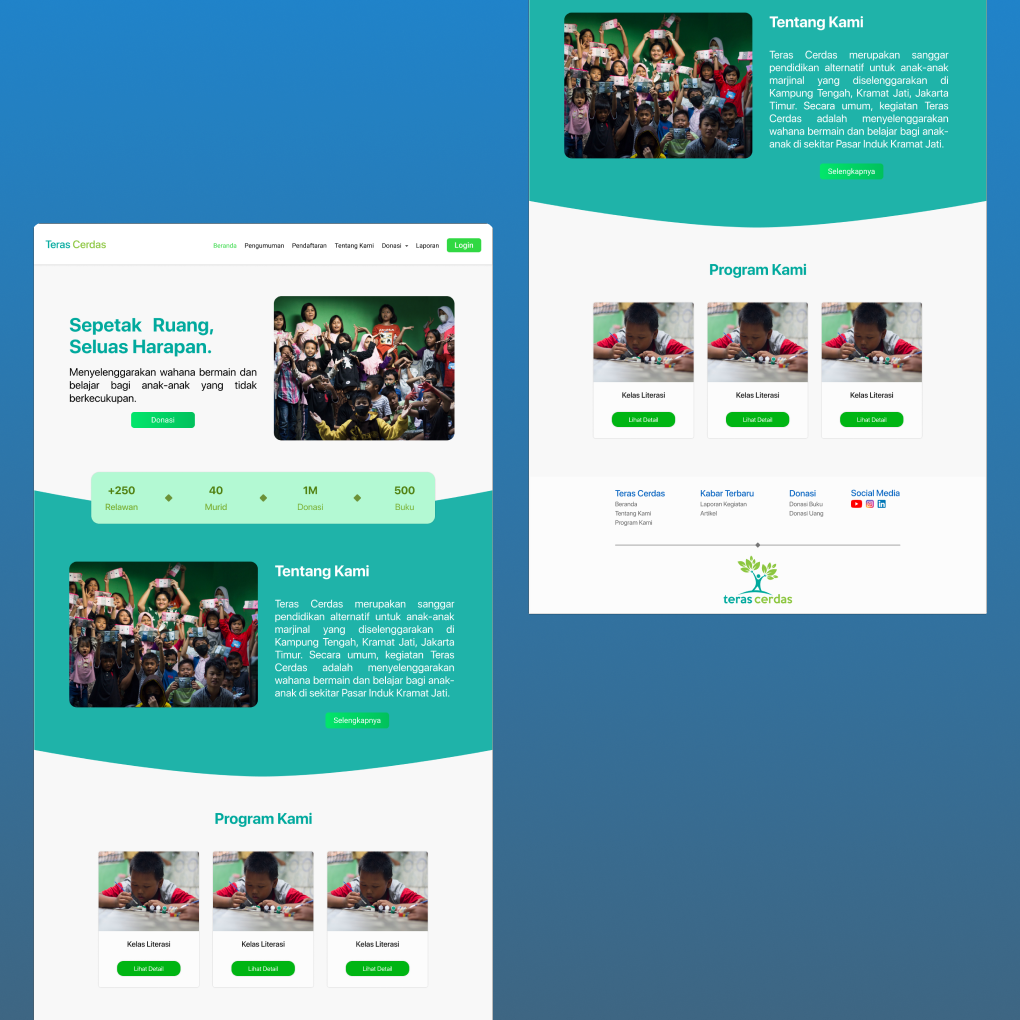 Teras Cerdas
Beranda Pengumuman Pendaftaran Tentang Kami Donasi Laporan Login
Sepetak Ruang,
Seluas Harapan.
Menyelenggarakan wahana bermain dan
belajar bagi anak-anak yang tidak
berkecukupan.
Donasi
+250 40 1M 500
Relawan Murid Donasi Buku
Tentang Kami
Teras Cerdas merupakan sanggar
pendidikan alternatif untuk anak-anak
marjinal yang diselenggarakan di
Kampung Tengah, Kramat Jati, Jakarta
Timur. Secara umum, kegiatan Teras
Cerdas adalah menyelenggarakan
wahana bermain dan belajar bagi anak-
anak di sekitar Pasar Induk Kramat Jati.
Selengkapnya
Program Kami
Kelas Literasi Kelas Literasi Kelas Literasi
Lihat Detail Lihat Detail Lihat Detail
Tentang Kami
Teras Cerdas merupakan sanggar
pendidikan alternatif untuk anak-anak
marjinal yang diselenggarakan di
Kampung Tengah, Kramat Jati, Jakarta
Timur. Secara umum, kegiatan Teras
Cerdas adalah menyelenggarakan
wahana bermain dan belajar bagi anak-
anak di sekitar Pasar Induk Kramat Jati.
Selengkapnya
Program Kami
Kelas Literasi Kelas Literasi Kelas Literasi
Lihat Detail Lihat Detail Lihat Detail
Teras Cerdas Kabar Terbaru Donasi Social Media
Beranda Laporan Kegiatan Donasi Buku
Tentang Kami Artikel Donasi Uang
Program Kami
teras cerdas